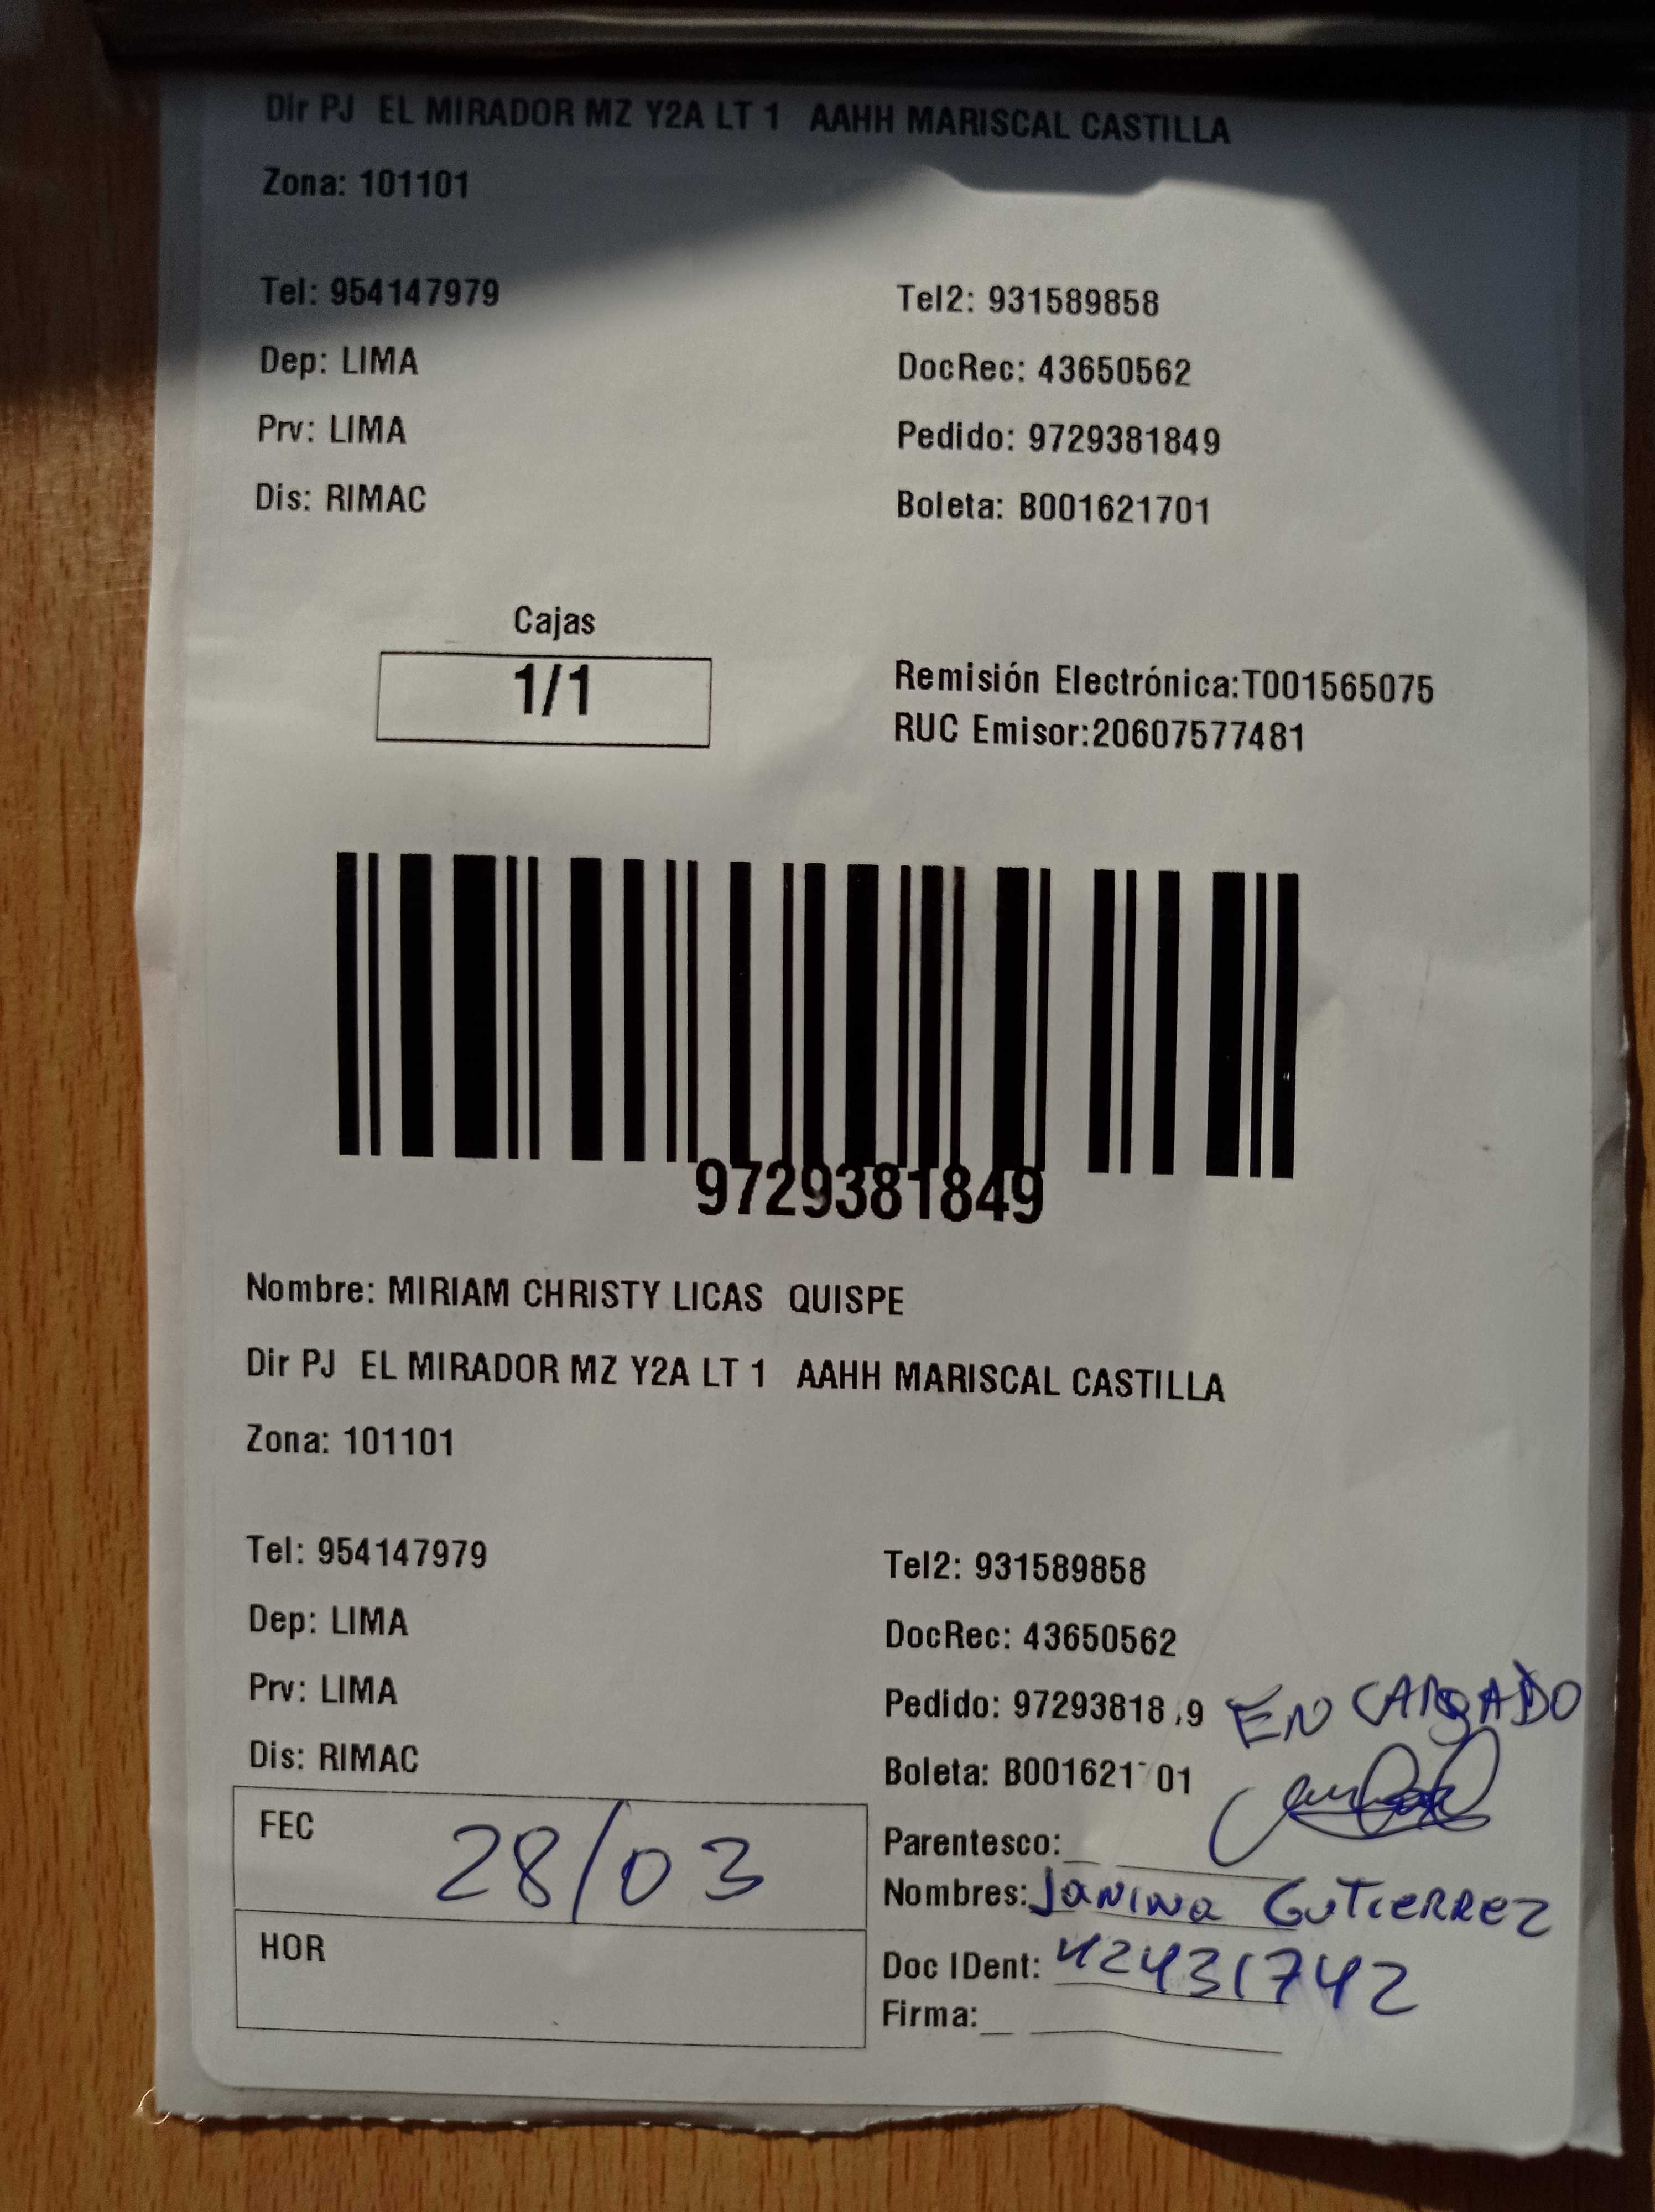 Dir PJ EL MIRADOR MZ Y2A LT 1 AAHH MARISCAL CASTILLA
Zona: 101101
Tel: 954147979 Tel2: 931589858
Dep: LIMA DocRec: 43650562
Prv: LIMA Pedido: 9729381849
Dis: RIMAC Boleta: B001621701
Cajas
1/1
Remisión Electrónica:T001565075
RUC Emisor:20607577481
9729381849
Nombre: MIRIAM CHRISTY LICAS QUISPE
Dir PJ EL MIRADOR MZ Y2A LT 1 AAHH MARISCAL CASTILLA
Zona: 101101
Tel: 954147979 Tel2: 931589858
Dep: LIMA DocRec: 43650562
Prv: LIMA Pedido: 97293818 9 ENCARGADO
Dis: RIMAC Boleta: B001621 01
FEC 28/03
HOR
Parentesco:
Nombres: Janina GUTIERREZ
Doc IDent: 42431742
Firma: